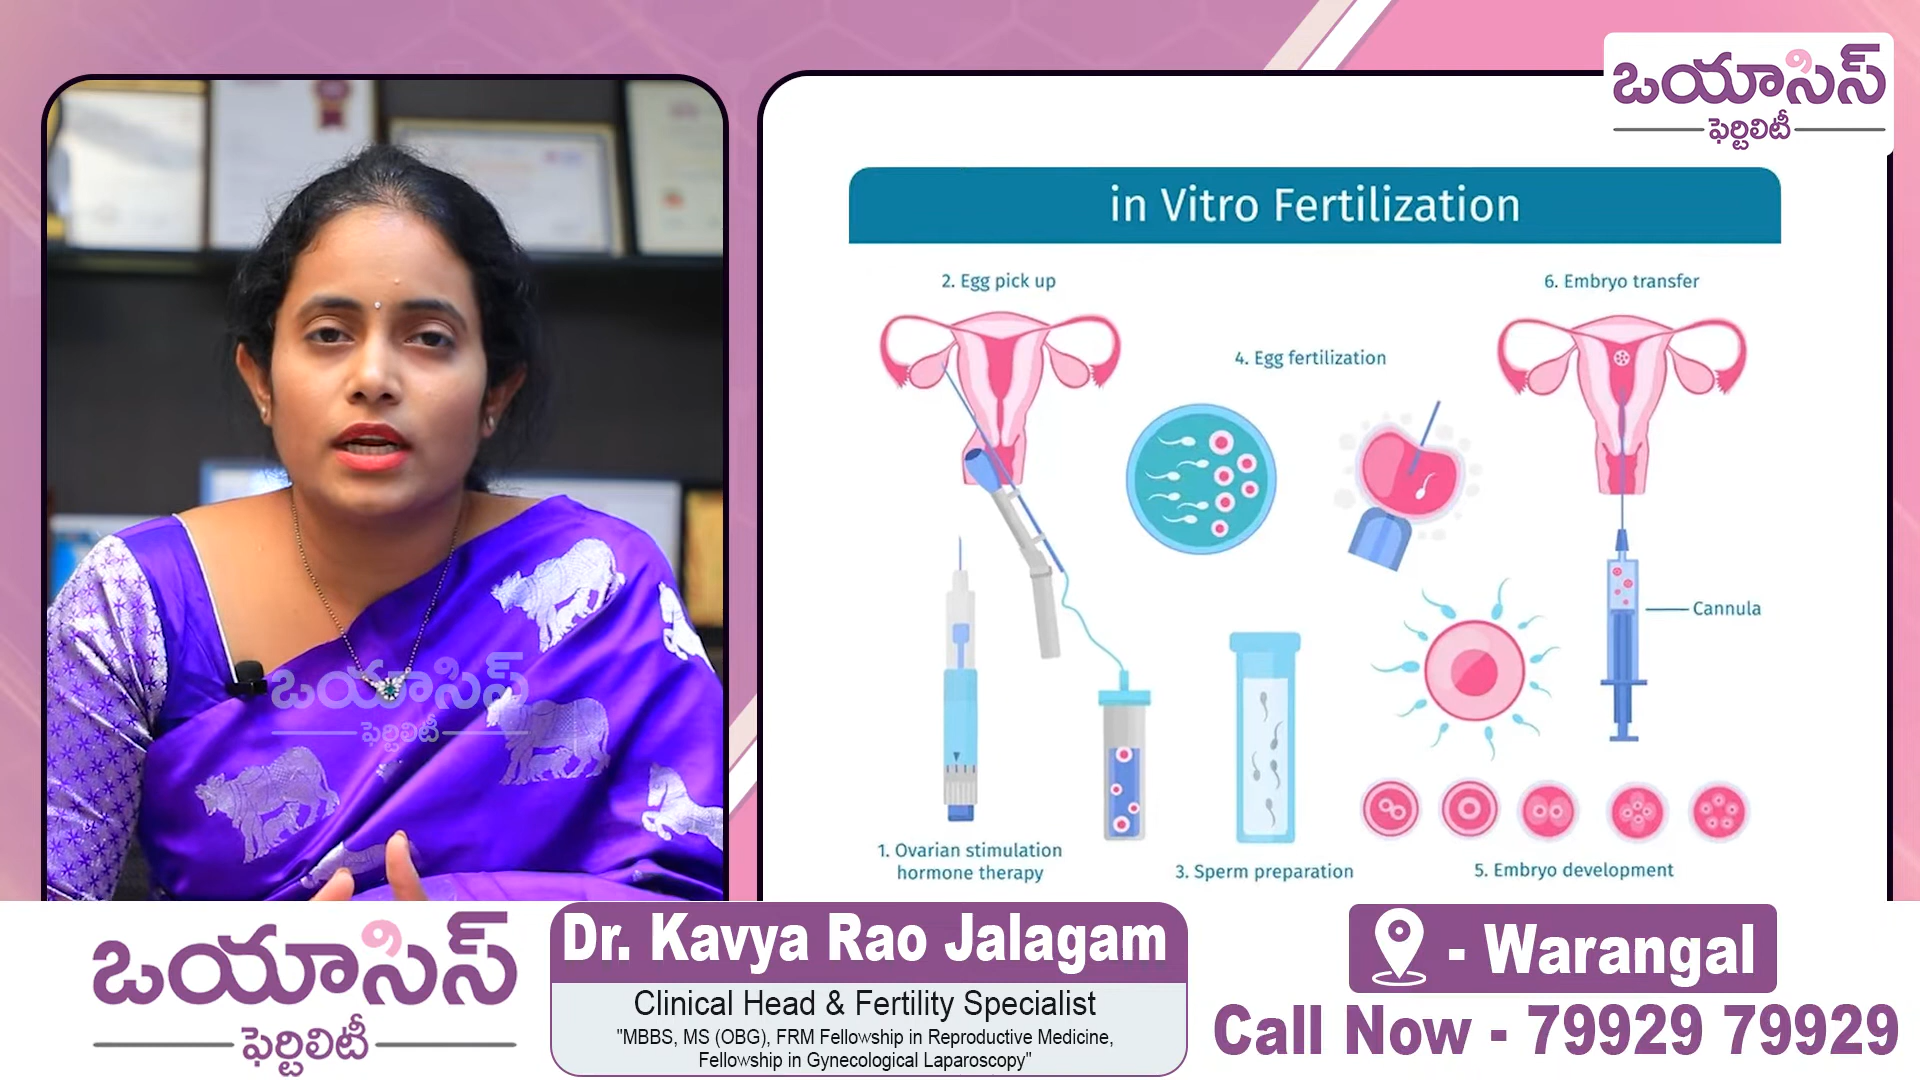 ఒయాసిస్
ఫెర్టిలిటీ
in Vitro Fertilization
2. Egg pick up
6. Embryo transfer
4. Egg fertilization
Cannula
1. Ovarian stimulation
hormone therapy
3. Sperm preparation
5. Embryo development
ఒయాసిస్
ఫెర్టిలిటీ
ఒయాసిస్
ఫెర్టిలిటీ
Dr. Kavya Rao Jalagam
Clinical Head & Fertility Specialist
"MBBS, MS (OBG), FRM Fellowship in Reproductive Medicine,
Fellowship in Gynecological Laparoscopy"
- Warangal
Call Now - 79929 79929